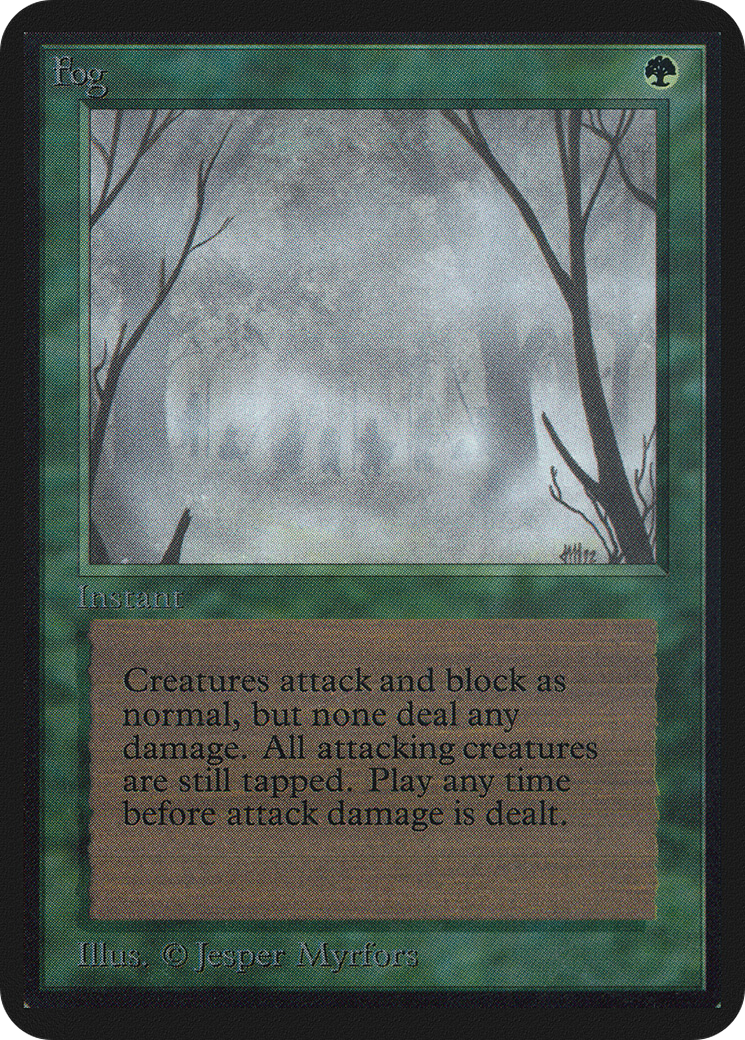 Fog
Instant
Creatures attack and block as
normal, but none deal any
damage. All attacking creatures
are still tapped. Play any time
before attack damage is dealt.
Illus. © Jesper Myrfors